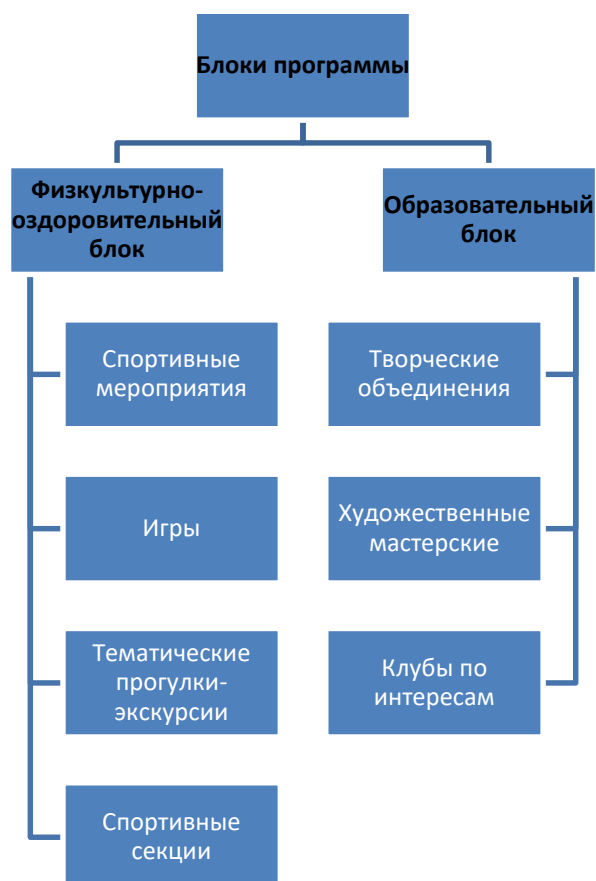 Блоки программы
Физкультурно-
оздоровительный
блок
Спортивные
мероприятия
Игры
Тематические
прогулки-
экскурсии
Спортивные
секции
Образовательный
блок
Творческие
объединения
Художественные
мастерские
Клубы по
интересам